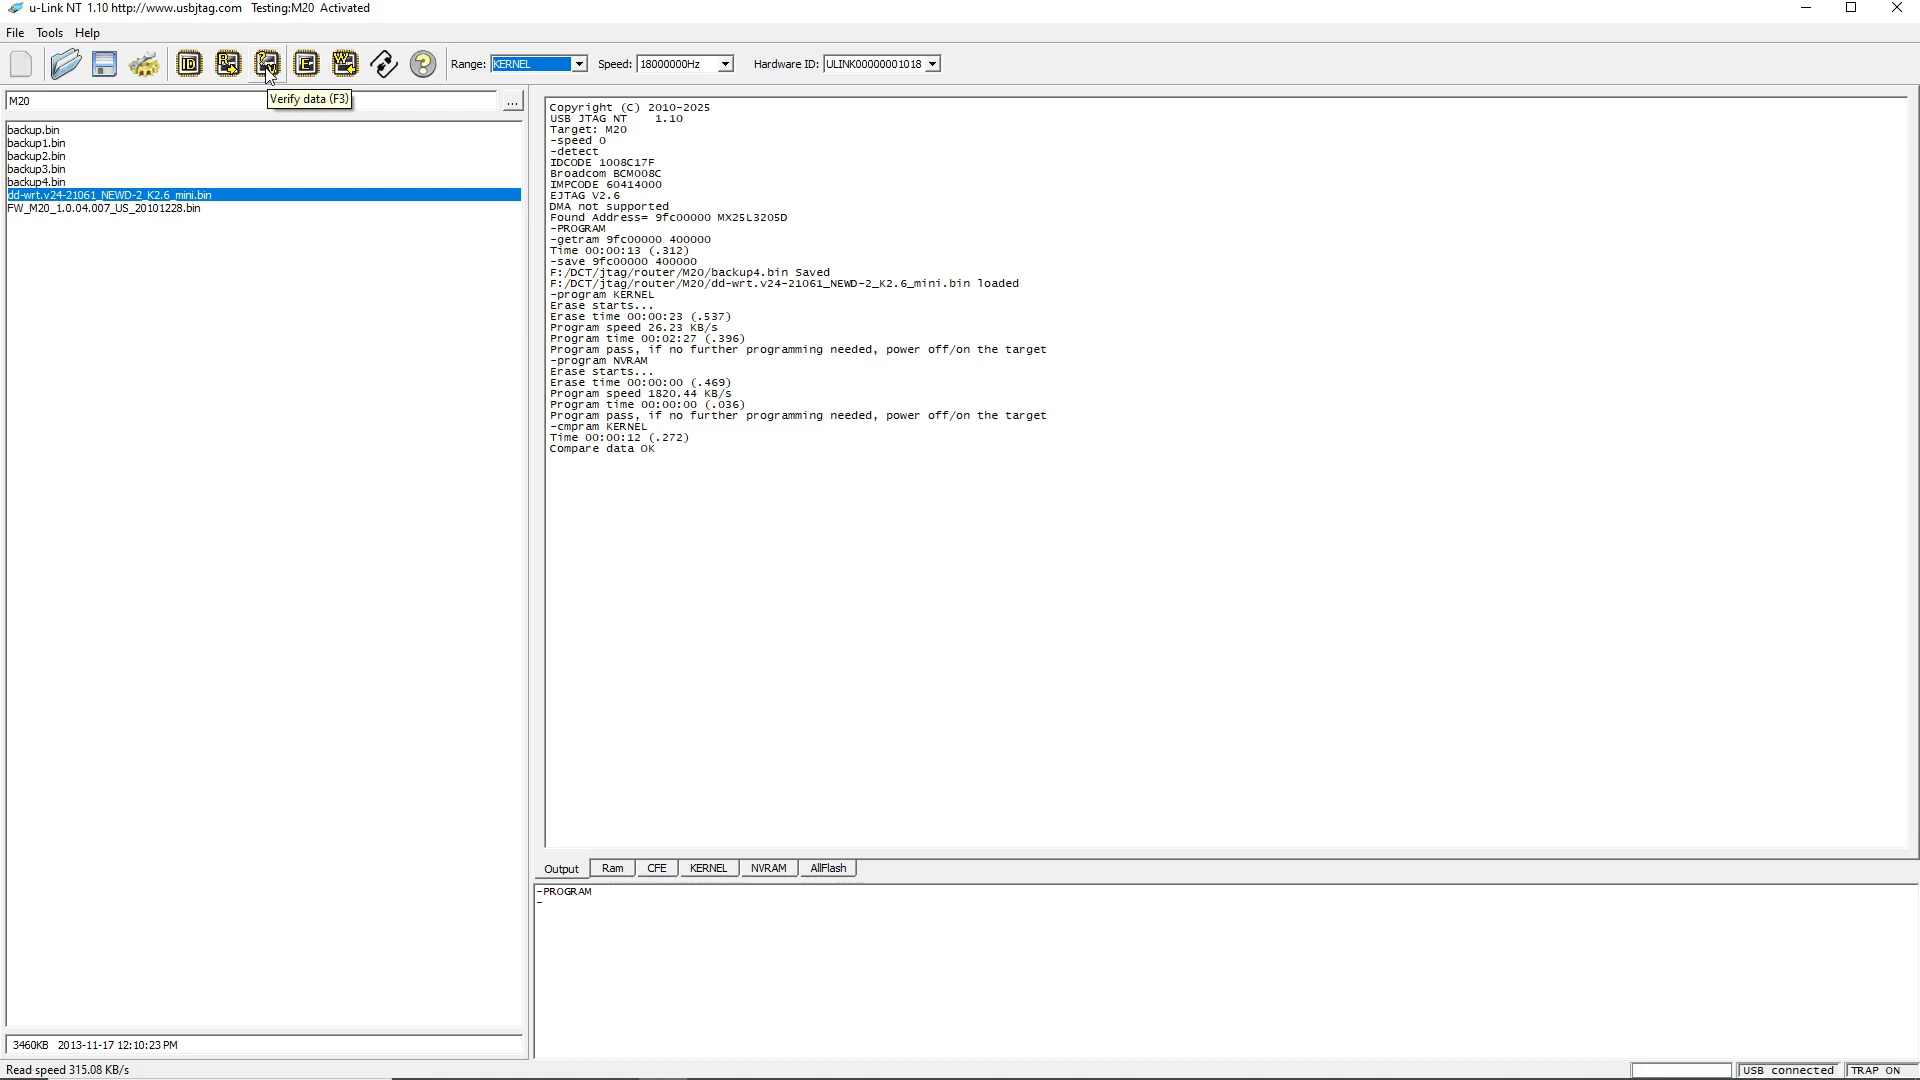 u-Link NT 1.10 http://www.usbjtag.com Testing:M20 Activated
File Tools Help
ID R ? V E W Range: KERNEL Speed: 18000000Hz Hardware ID: ULINK00000001018
M20 ...
Verify data (F3)
backup.bin
backup1.bin
backup2.bin
backup3.bin
backup4.bin
dd-wrt.v24-21061_NEWD-2_K2.6_mini.bin
FW_M20_1.0.04.007_US_20101228.bin
3460KB 2013-11-17 12:10:23 PM
Copyright (C) 2010-2025
USB JTAG NT 1.10
Target: M20
-speed 0
-detect
IDCODE 1008C17F
Broadcom BCM008C
IMPCODE 60414000
EJTAG V2.6
DMA not supported
Found Address= 9fc00000 MX25L3205D
-PROGRAM
-getram 9fc00000 400000
Time 00:00:13 (.312)
-save 9fc00000 400000
F:/DCT/jtag/router/M20/backup4.bin Saved
F:/DCT/jtag/router/M20/dd-wrt.v24-21061_NEWD-2_K2.6_mini.bin loaded
-program KERNEL
Erase starts...
Erase time 00:00:23 (.537)
Program speed 26.23 KB/s
Program time 00:02:27 (.396)
Program pass, if no further programming needed, power off/on the target
-program NVRAM
Erase starts...
Erase time 00:00:00 (.469)
Program speed 1820.44 KB/s
Program time 00:00:00 (.036)
Program pass, if no further programming needed, power off/on the target
-cmpram KERNEL
Time 00:00:12 (.272)
Compare data OK
Output Ram CFE KERNEL NVRAM AllFlash
-PROGRAM
-
Read speed 315.08 KB/s
USB connected TRAP ON